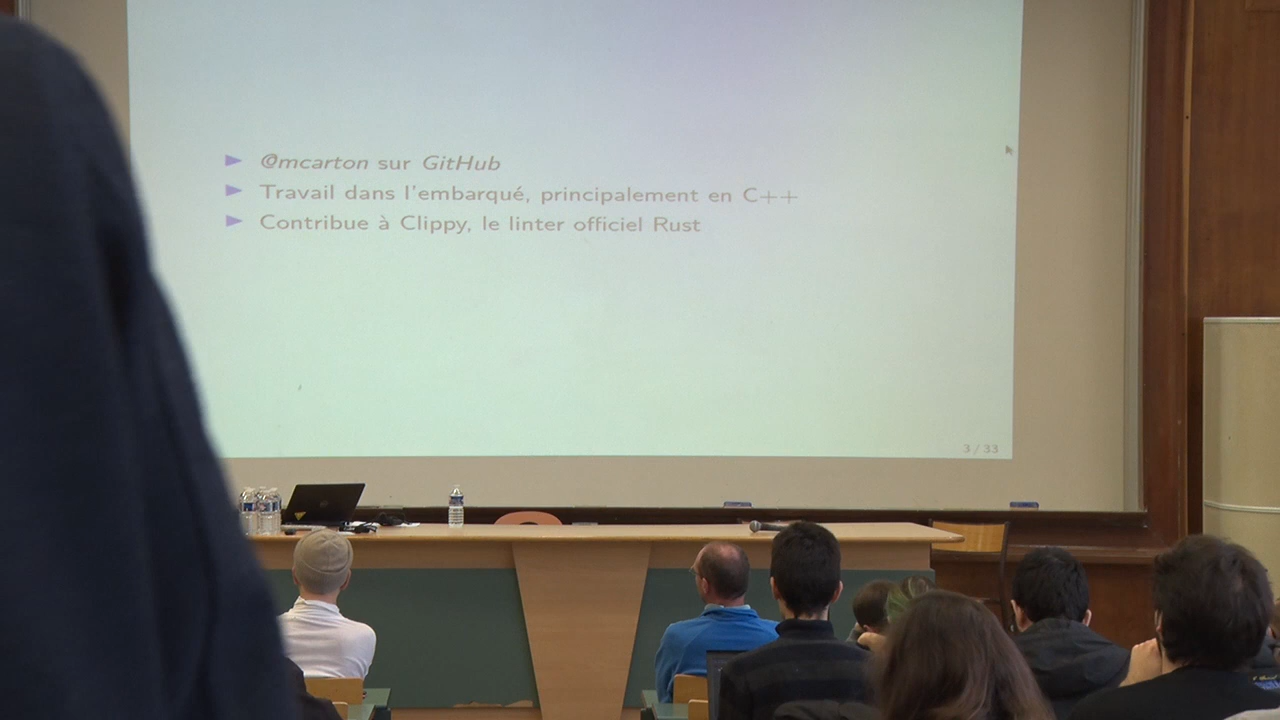 @mcarton sur GitHub
Travail dans l'embarqué, principalement en C++
Contribue à Clippy, le linter officiel Rust
3 / 33